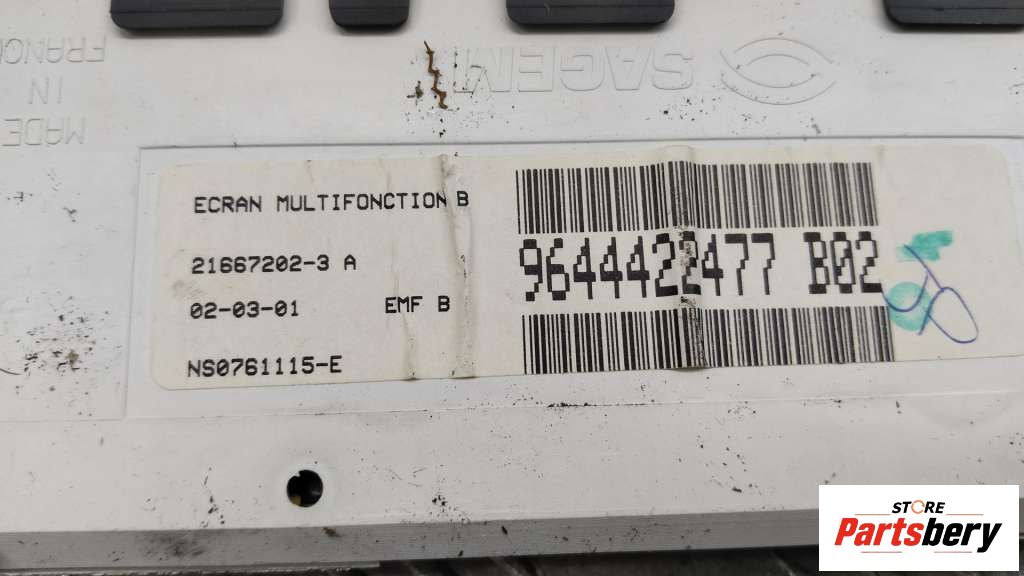 MADE
IN
FRANCE
SAGEM
ECRAN MULTIFONCTION B
21667202-3 A
02-03-01 EMF B
NS0761115-E
9644422477 B02
STORE
Partsbery